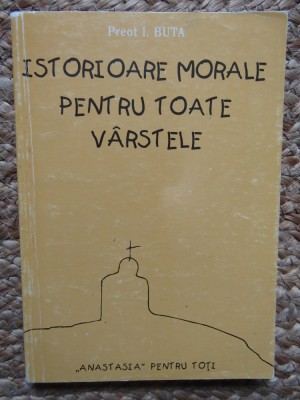 Preot I. BUTA
ISTORIOARE MORALE
PENTRU TOATE
VÂRSTELE
„ANASTASIA” PENTRU TOȚI